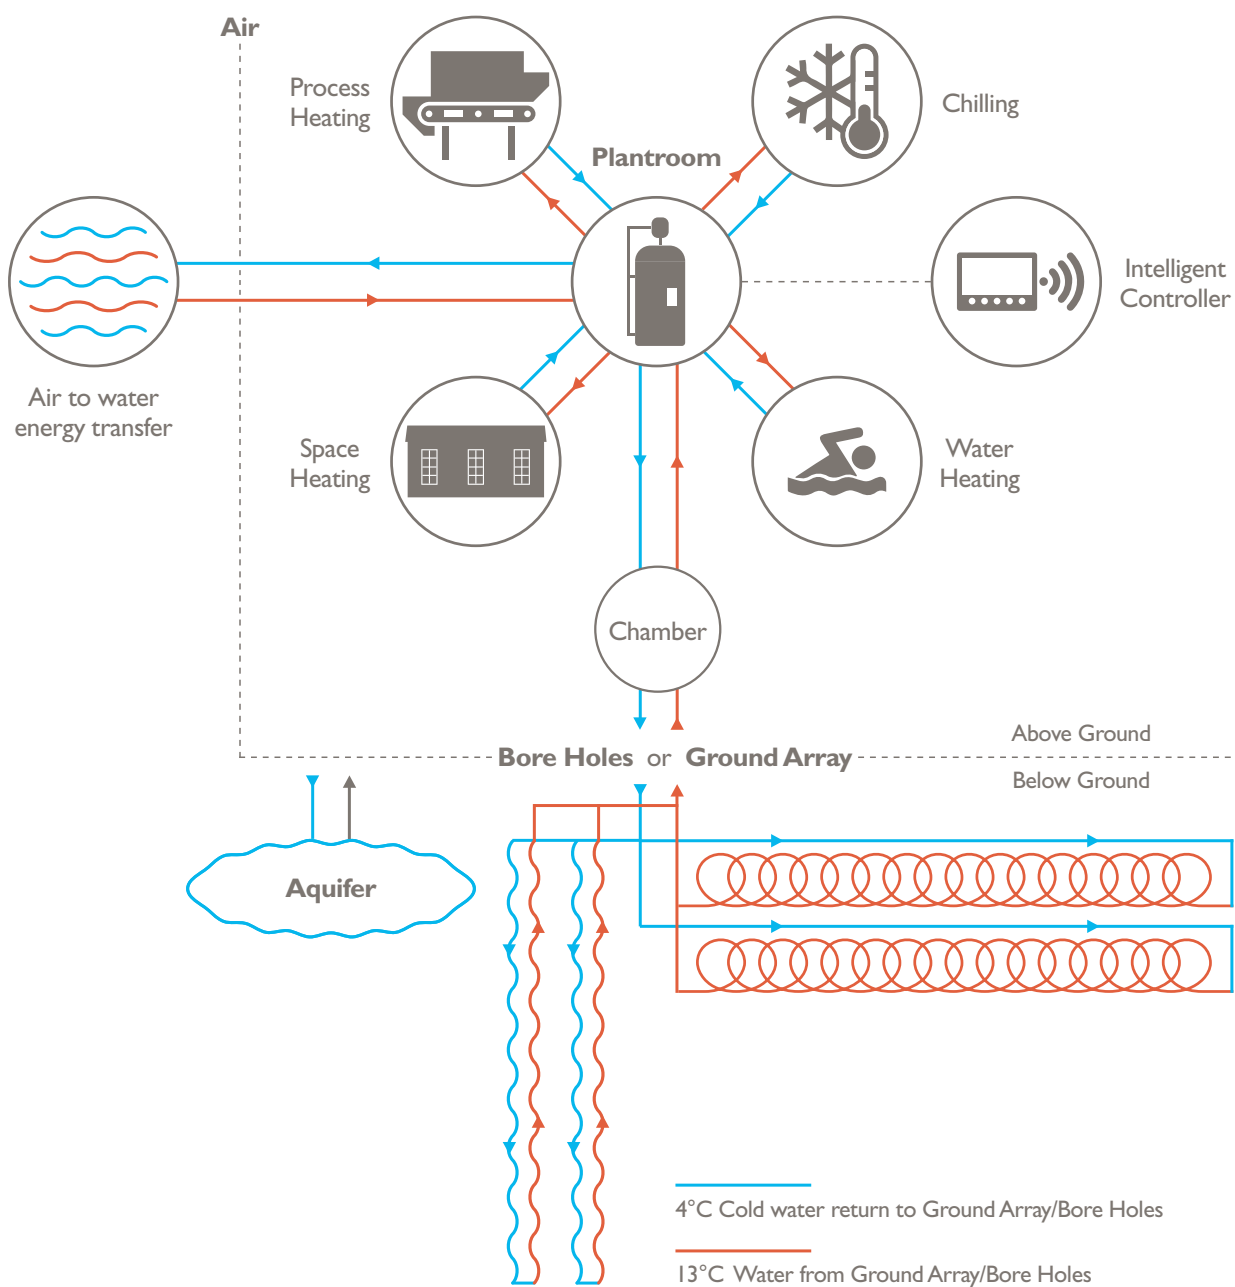 Air
Process
Heating
Plantroom
Chilling
Intelligent
Controller
Air to water
energy transfer
Space
Heating
Water
Heating
Chamber
Above Ground
Bore Holes or Ground Array
Below Ground
Aquifer
4°C Cold water return to Ground Array/Bore Holes
13°C Water from Ground Array/Bore Holes